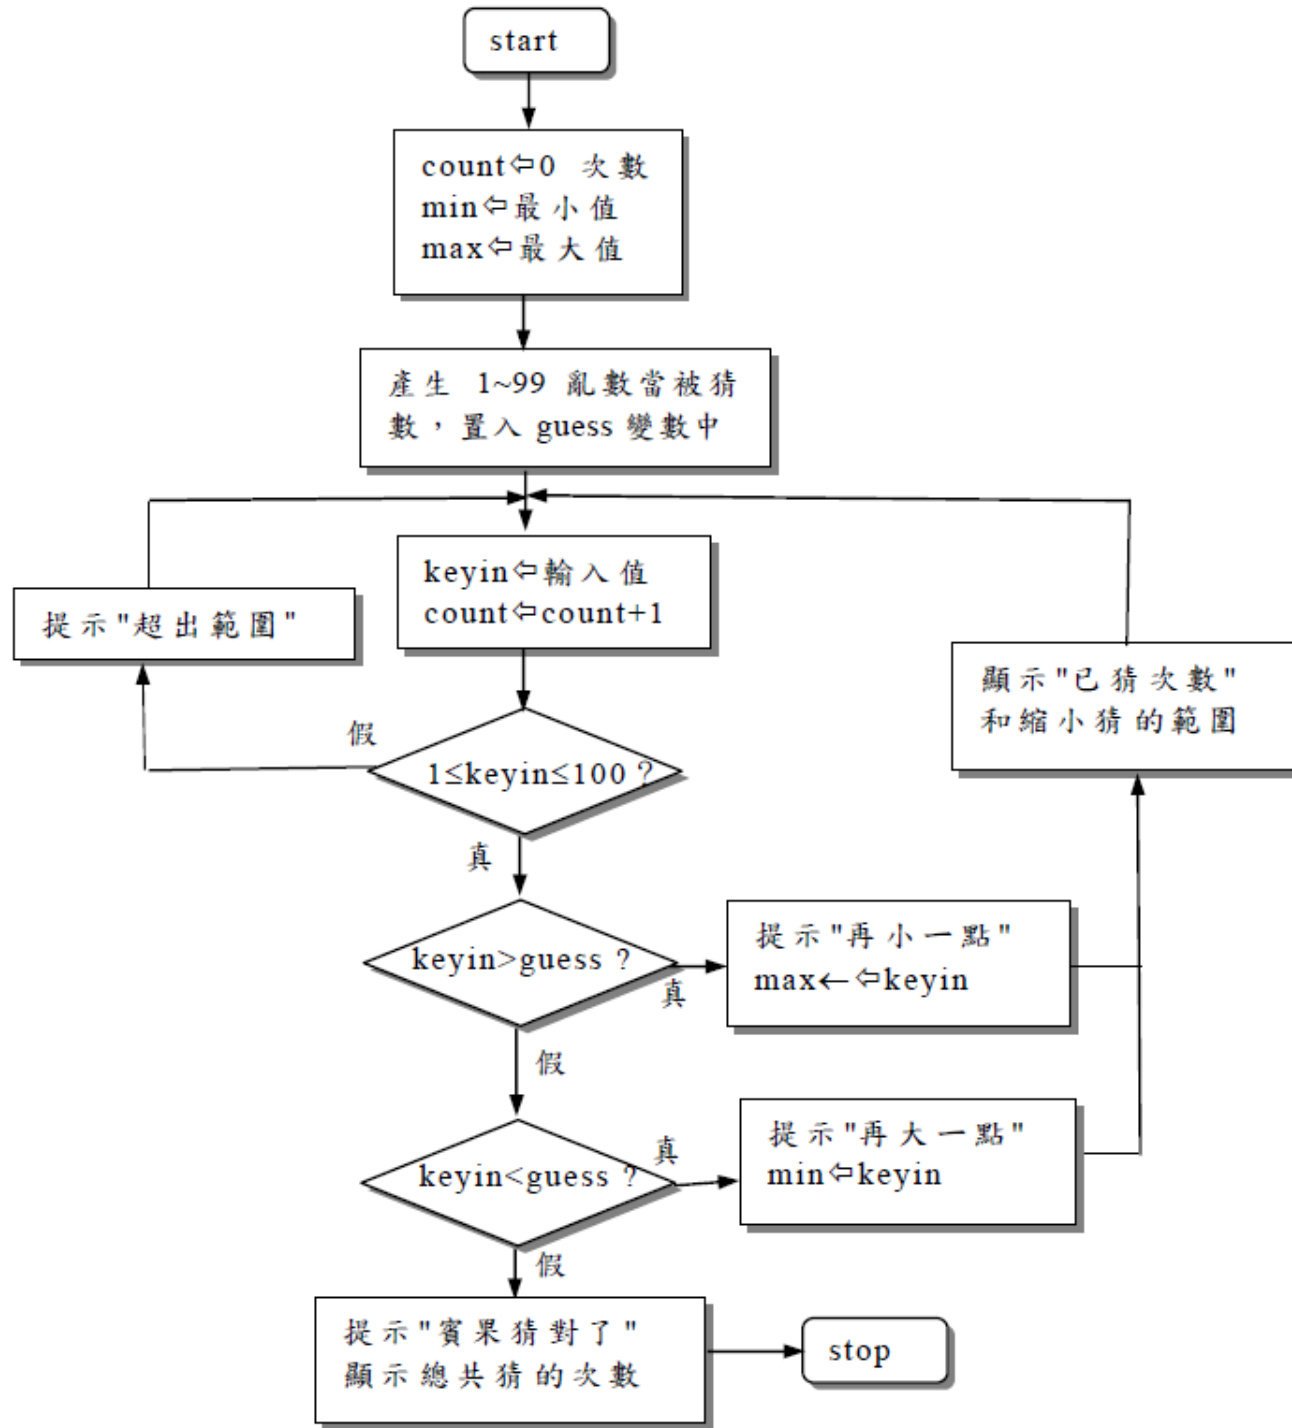 start
count⇦0 次數
min⇦最小值
max⇦最大值
產生 1~99 亂數當被猜
數，置入 guess 變數中
keyin⇦輸入值
count⇦count+1
提示"超出範圍"
顯示"已猜次數"
和縮小猜的範圍
假
1≤keyin≤100？
真
keyin>guess？
真
提示"再小一點"
max←⇦keyin
假
keyin<guess？
真
提示"再大一點"
min⇦keyin
假
提示"賓果猜對了"
顯示總共猜的次數
stop